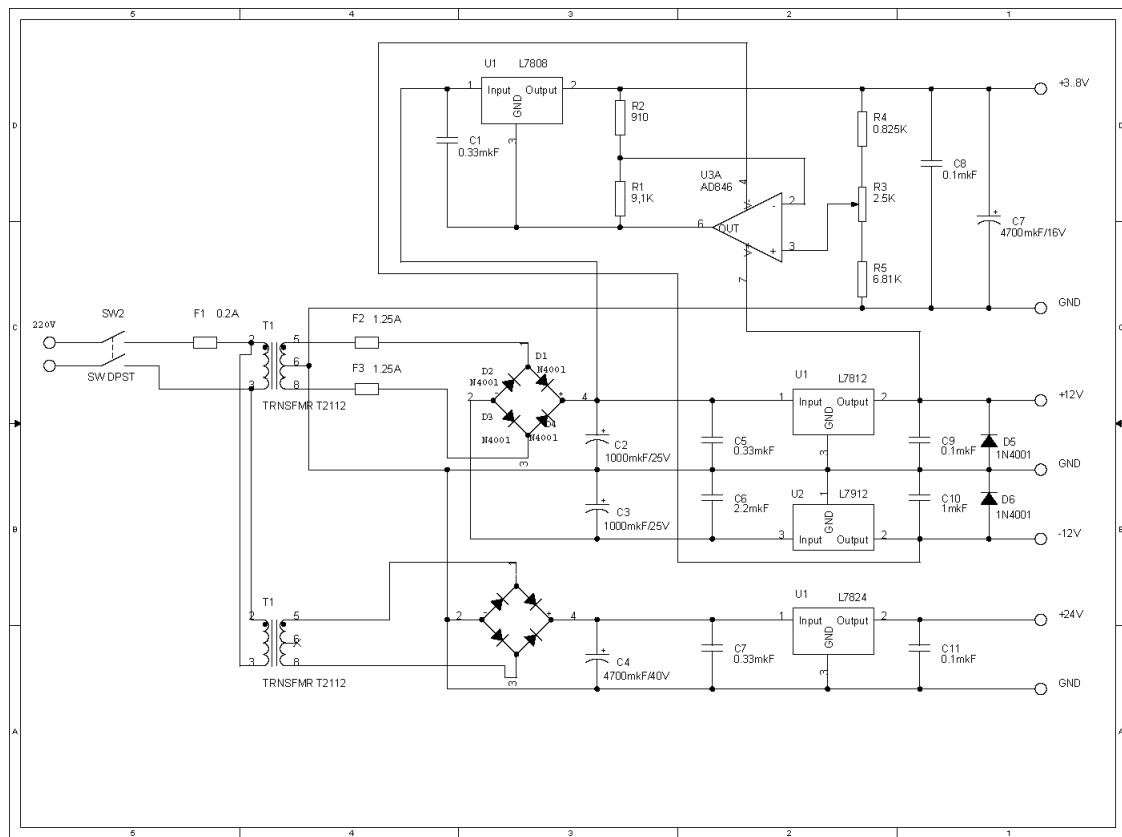 5 4 3 2 1
D D
C C
B B
A A
U1 L7808
1 Input Output 2
GND
3
C1
0.33mkF
R2
910
R1
9,1K
U3A
AD846
4
V-
2
-
6 OUT
+
3
V+
7
R4
0.825K
R3
2.5K
R5
6.81K
C8
0.1mkF
+
C7
4700mkF/16V
+3..8V
GND
220V
SW2
SW DPST
F1 0.2A
T1
2 5
6
3 8
TRNSFMR T2112
F2 1.25A
F3 1.25A
1
D1
N4001
D2
N4001
D3
N4001
D4
N4001
2 - + 4
3
+
C2
1000mkF/25V
+
C3
1000mkF/25V
C5
0.33mkF
C6
2.2mkF
U1 L7812
1 Input Output 2
GND
3
1
U2 L7912
GND
3 Input Output 2
C9
0.1mkF
C10
1mkF
D5
1N4001
D6
1N4001
+12V
GND
-12V
T1
2 5
6
3 8
TRNSFMR T2112
1
2 - + 4
3
+
C4
4700mkF/40V
C7
0.33mkF
U1 L7824
1 Input Output 2
GND
3
C11
0.1mkF
+24V
GND
5 4 3 2 1